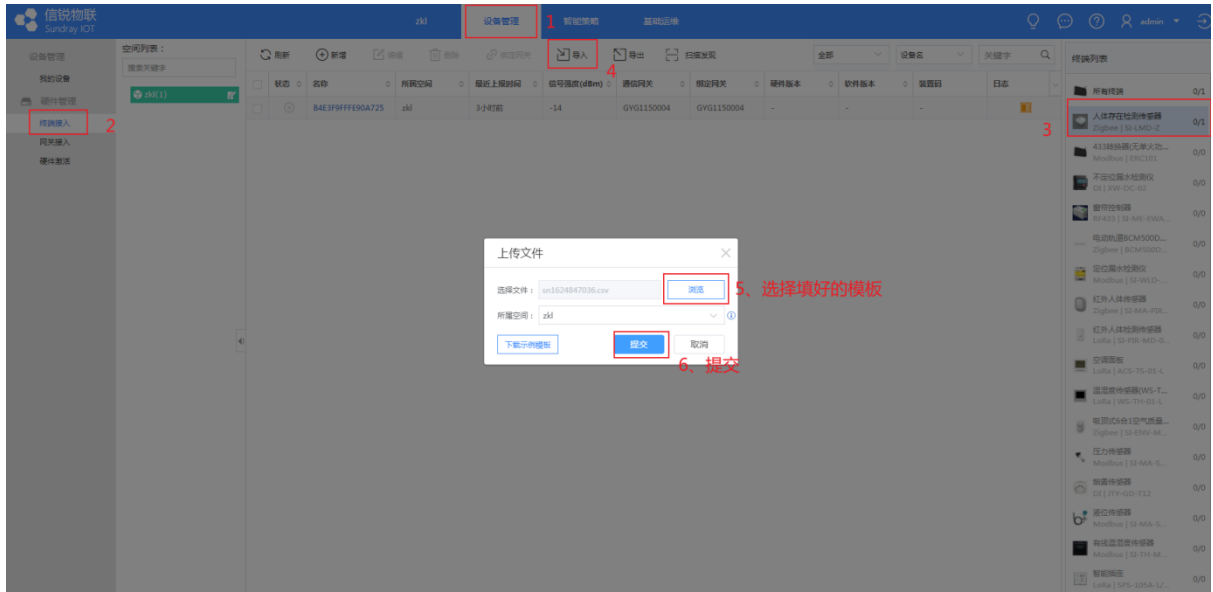 信锐物联
Sundray IOT
zkl
设备管理
1
智能策略
基础运维
admin
设备管理
我的设备
硬件管理
终端接入
2
网关接入
硬件激活
空间列表：
搜索关键字
zkl(1)
刷新
新增
编辑
删除
绑定网关
导入
4
导出
扫描发现
全部
设备名
关键字
状态
名称
所属空间
最近上报时间
信号强度(dBm)
通信网关
绑定网关
硬件版本
软件版本
装置码
日志
B4E3F9FFFE90A725
zkl
3小时前
-14
GYG1150004
GYG1150004
-
-
-
上传文件
选择文件：
sn1624847036.csv
浏览
5、选择填好的模板
所属空间：
zkl
下载示例模板
提交
取消
6、提交
终端列表
所有终端
0/1
3
人体存在检测传感器
0/1
Zigbee | SI-LMD-Z
433转换器(无单火功...
0/0
Modbus | ERC101
不定位漏水检测仪
0/0
DI | JRW-DC-02
窗帘控制器
0/0
RF433 | SI-ME-EWA...
电动轨道BCM500D...
0/0
Zigbee | BCM500D...
定位漏水检测仪
0/0
Modbus | SI-WLD-...
红外人体传感器
0/0
Zigbee | SI-MA-PIR...
红外人体检测传感器
0/0
LoRa | SI-PIR-MD-0...
空调面板
0/0
LoRa | ACS-TS-01-L
温湿度传感器(WS-T...
0/0
LoRa | WS-TH-01-L
吸顶式6合1空气质量...
0/0
Zigbee | SI-ENV-M...
压力传感器
0/0
Modbus | SI-MA-S...
烟雾传感器
0/0
DI | JTY-GD-T12
液位传感器
0/0
Modbus | SI-MA-S...
有线温湿度传感器
0/0
Modbus | SI-TH-M...
智能插座
0/0
LoRa | SPS-10SA-L/...